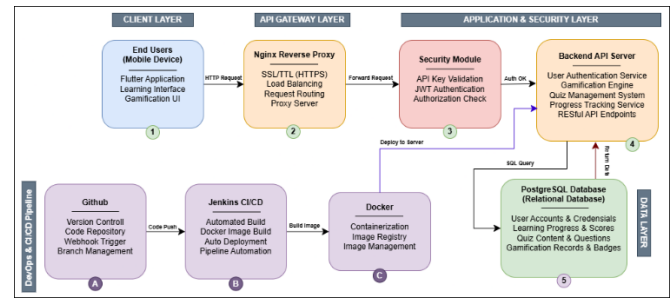 CLIENT LAYER
API GATEWAY LAYER
APPLICATION & SECURITY LAYER
End Users
(Mobile Device)
Flutter Application
Learning Interface
Gamification UI
1
HTTP Request
Nginx Reverse Proxy
SSL/TTL (HTTPS)
Load Balancing
Request Routing
Proxy Server
2
Forward Request
Security Module
API Key Validation
JWT Authentication
Authorization Check
3
Auth OK
Backend API Server
User Authentication Service
Gamification Engine
Quiz Management System
Progress Tracking Service
RESful API Endpoints
4
Deploy to Server
SQL Query
Return Data
DevOps & CI/CD Pipeline
Github
Version Controll
Code Repository
Webhook Trigger
Branch Management
A
Code Push
Jenkins CI/CD
Automated Build
Docker Image Build
Auto Deployment
Pipeline Automation
B
Build Image
Docker
Containerization
Image Registry
Image Management
C
PostgreSQL Database
(Relational Database)
User Accounts & Credentials
Learning Progress & Scores
Quiz Content & Questions
Gamification Records & Badges
5
DATA LAYER